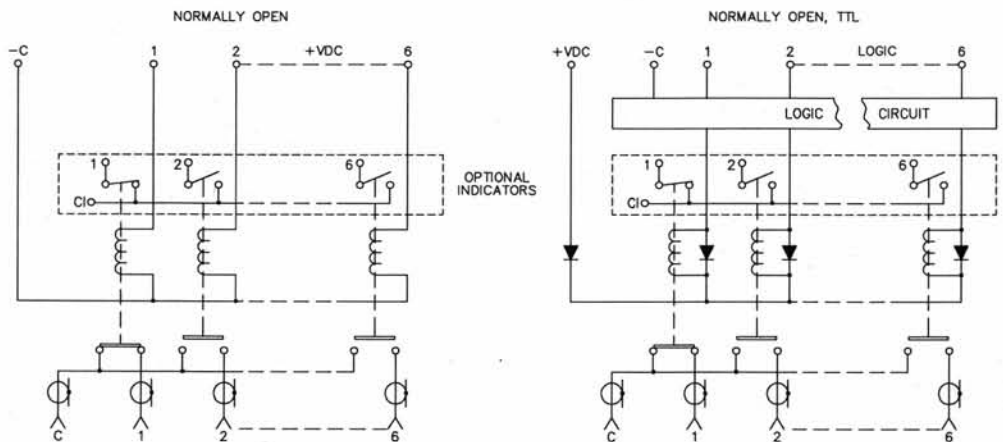 NORMALLY OPEN
-C 1 2 +VDC 6
1 2 6
CI
OPTIONAL
INDICATORS
C 1 2 6
NORMALLY OPEN, TTL
+VDC -C 1 2 LOGIC 6
LOGIC CIRCUIT
1 2 6
CI
C 1 2 6